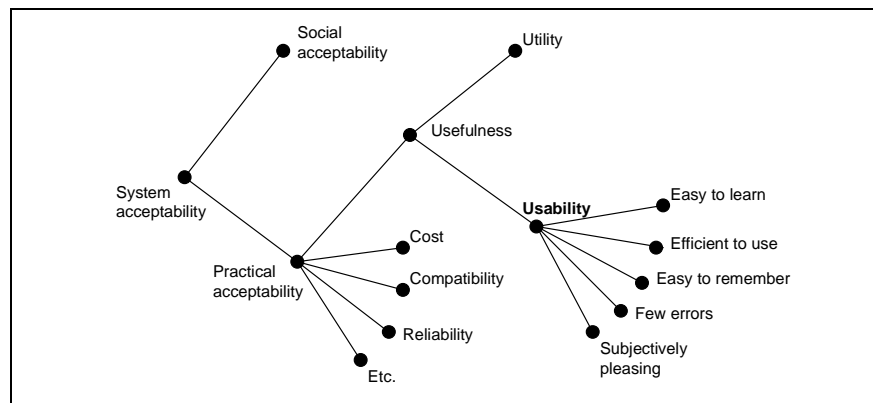 Social
acceptability
Utility
Usefulness
System
acceptability
Usability
Easy to learn
Efficient to use
Easy to remember
Few errors
Subjectively
pleasing
Practical
acceptability
Cost
Compatibility
Reliability
Etc.